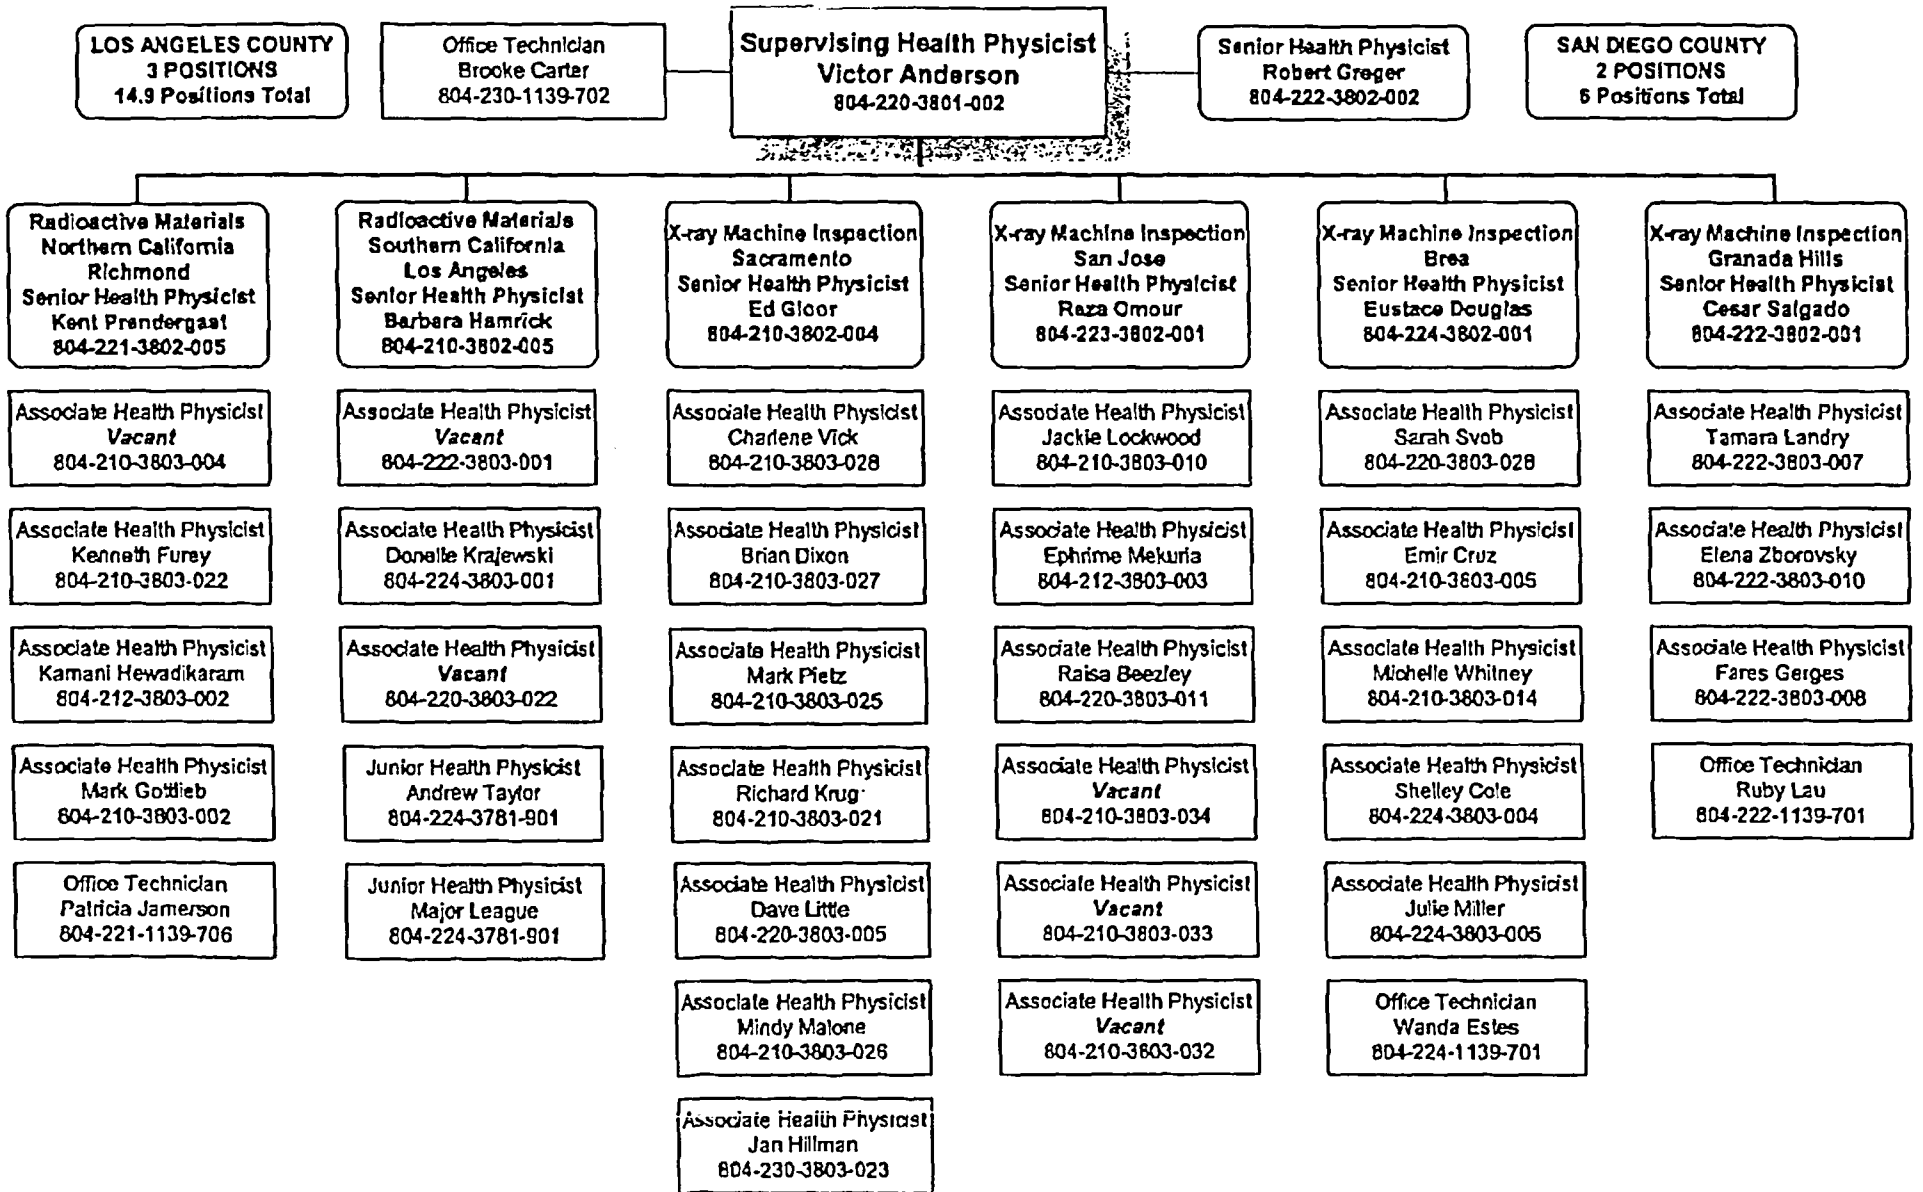 LOS ANGELES COUNTY
3 POSITIONS
14.9 Positions Total
Office Technician
Brooke Carter
804-230-1139-702
Supervising Health Physicist
Victor Anderson
804-220-3801-002
Senior Health Physicist
Robert Greger
804-222-3802-002
SAN DIEGO COUNTY
2 POSITIONS
6 Positions Total
Radioactive Materials
Northern California
Richmond
Senior Health Physicist
Kent Prendergast
804-221-3802-005
Associate Health Physicist
Vacant
804-210-3803-004
Associate Health Physicist
Kenneth Furey
804-210-3803-022
Associate Health Physicist
Kamani Hewadikaram
804-212-3803-002
Associate Health Physicist
Mark Gottlieb
804-210-3803-002
Office Technician
Patricia Jamerson
804-221-1139-706
Radioactive Materials
Southern California
Los Angeles
Senior Health Physicist
Barbara Hamrick
804-210-3802-005
Associate Health Physicist
Vacant
804-222-3803-001
Associate Health Physicist
Donelle Krajewski
804-224-3803-001
Associate Health Physicist
Vacant
804-220-3803-022
Junior Health Physicist
Andrew Taylor
804-224-3781-901
Junior Health Physicist
Major League
804-224-3781-901
X-ray Machine Inspection
Sacramento
Senior Health Physicist
Ed Gloor
804-210-3802-004
Associate Health Physicist
Charlene Vick
804-210-3803-028
Associate Health Physicist
Brian Dixon
804-210-3803-027
Associate Health Physicist
Mark Pietz
804-210-3803-025
Associate Health Physicist
Richard Krug
804-210-3803-021
Associate Health Physicist
Dave Little
804-220-3803-005
Associate Health Physicist
Mindy Malone
804-210-3803-026
Associate Health Physicist
Jan Hillman
804-230-3803-023
X-ray Machine Inspection
San Jose
Senior Health Physicist
Raza Omour
804-223-3802-001
Associate Health Physicist
Jackie Lockwood
804-210-3803-010
Associate Health Physicist
Ephrime Mekuria
804-212-3803-003
Associate Health Physicist
Raisa Beezley
804-220-3803-011
Associate Health Physicist
Vacant
804-210-3803-034
Associate Health Physicist
Vacant
804-210-3803-033
Associate Health Physicist
Vacant
804-210-3803-032
X-ray Machine Inspection
Brea
Senior Health Physicist
Eustace Douglas
804-224-3802-001
Associate Health Physicist
Sarah Svob
804-220-3803-028
Associate Health Physicist
Emir Cruz
804-210-3803-005
Associate Health Physicist
Michelle Whitney
804-210-3803-014
Associate Health Physicist
Shelley Cole
804-224-3803-004
Associate Health Physicist
Julie Miller
804-224-3803-005
Office Technician
Wanda Estes
804-224-1139-701
X-ray Machine Inspection
Granada Hills
Senior Health Physicist
Cesar Salgado
804-222-3802-001
Associate Health Physicist
Tamara Landry
804-222-3803-007
Associate Health Physicist
Elena Zborovsky
804-222-3803-010
Associate Health Physicist
Fares Gerges
804-222-3803-008
Office Technician
Ruby Lau
804-222-1139-701